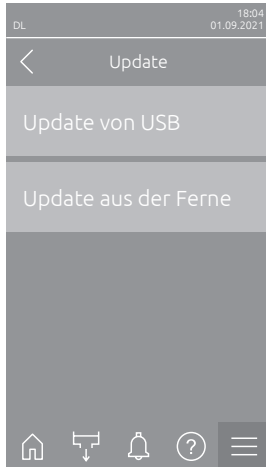 18:04
DL
01.09.2021
Update
Update von USB
Update aus der Ferne
?